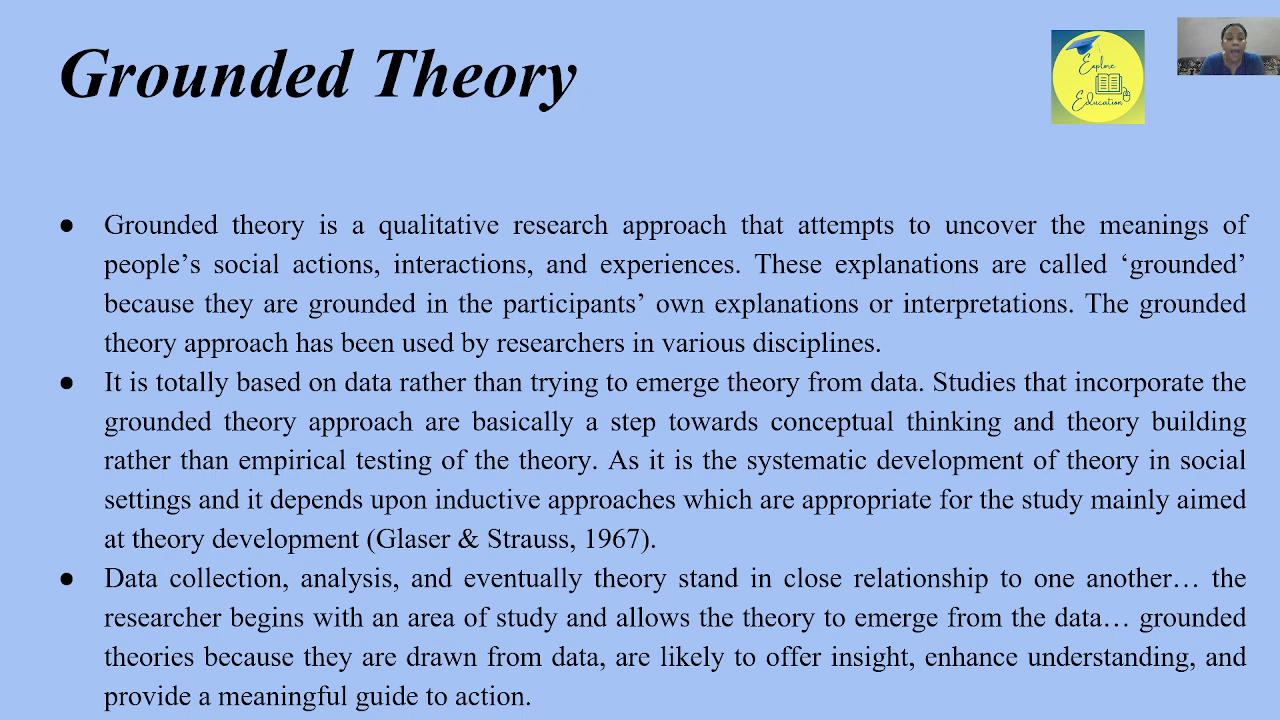 Grounded Theory
Explore
Education
● Grounded theory is a qualitative research approach that attempts to uncover the meanings of
people’s social actions, interactions, and experiences. These explanations are called ‘grounded’
because they are grounded in the participants’ own explanations or interpretations. The grounded
theory approach has been used by researchers in various disciplines.
● It is totally based on data rather than trying to emerge theory from data. Studies that incorporate the
grounded theory approach are basically a step towards conceptual thinking and theory building
rather than empirical testing of the theory. As it is the systematic development of theory in social
settings and it depends upon inductive approaches which are appropriate for the study mainly aimed
at theory development (Glaser & Strauss, 1967).
● Data collection, analysis, and eventually theory stand in close relationship to one another… the
researcher begins with an area of study and allows the theory to emerge from the data… grounded
theories because they are drawn from data, are likely to offer insight, enhance understanding, and
provide a meaningful guide to action.